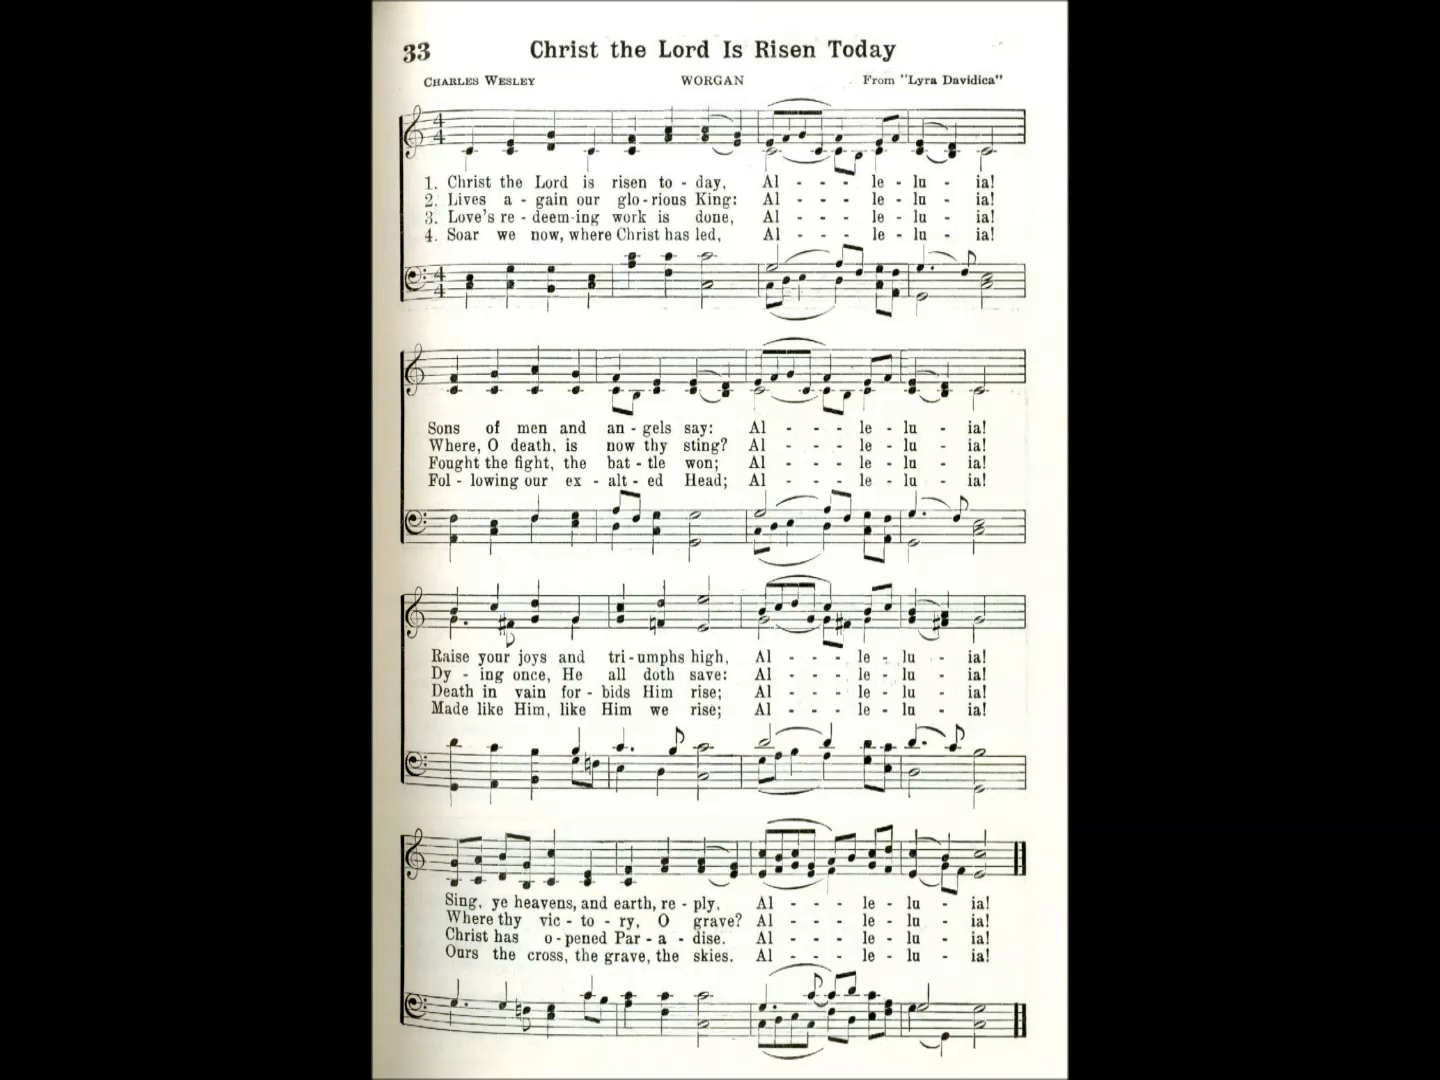 33 Christ the Lord Is Risen Today
CHARLES WESLEY WORGAN From "Lyra Davidica"
1. Christ the Lord is risen to - day, Al - - - le - lu - ia!
2. Lives a - gain our glo - rious King: Al - - - le - lu - ia!
3. Love's re - deem-ing work is done, Al - - - le - lu - ia!
4. Soar we now, where Christ has led, Al - - - le - lu - ia!
Sons of men and an - gels say: Al - - - le - lu - ia!
Where, O death, is now thy sting? Al - - - le - lu - ia!
Fought the fight, the bat - tle won; Al - - - le - lu - ia!
Fol - lowing our ex - alt - ed Head; Al - - - le - lu - ia!
Raise your joys and tri - umphs high, Al - - - le - lu - ia!
Dy - ing once, He all doth save: Al - - - le - lu - ia!
Death in vain for - bids Him rise; Al - - - le - lu - ia!
Made like Him, like Him we rise; Al - - - le - lu - ia!
Sing, ye heavens, and earth, re - ply, Al - - - le - lu - ia!
Where thy vic - to - ry, O grave? Al - - - le - lu - ia!
Christ has o - pened Par - a - dise. Al - - - le - lu - ia!
Ours the cross, the grave, the skies. Al - - - le - lu - ia!